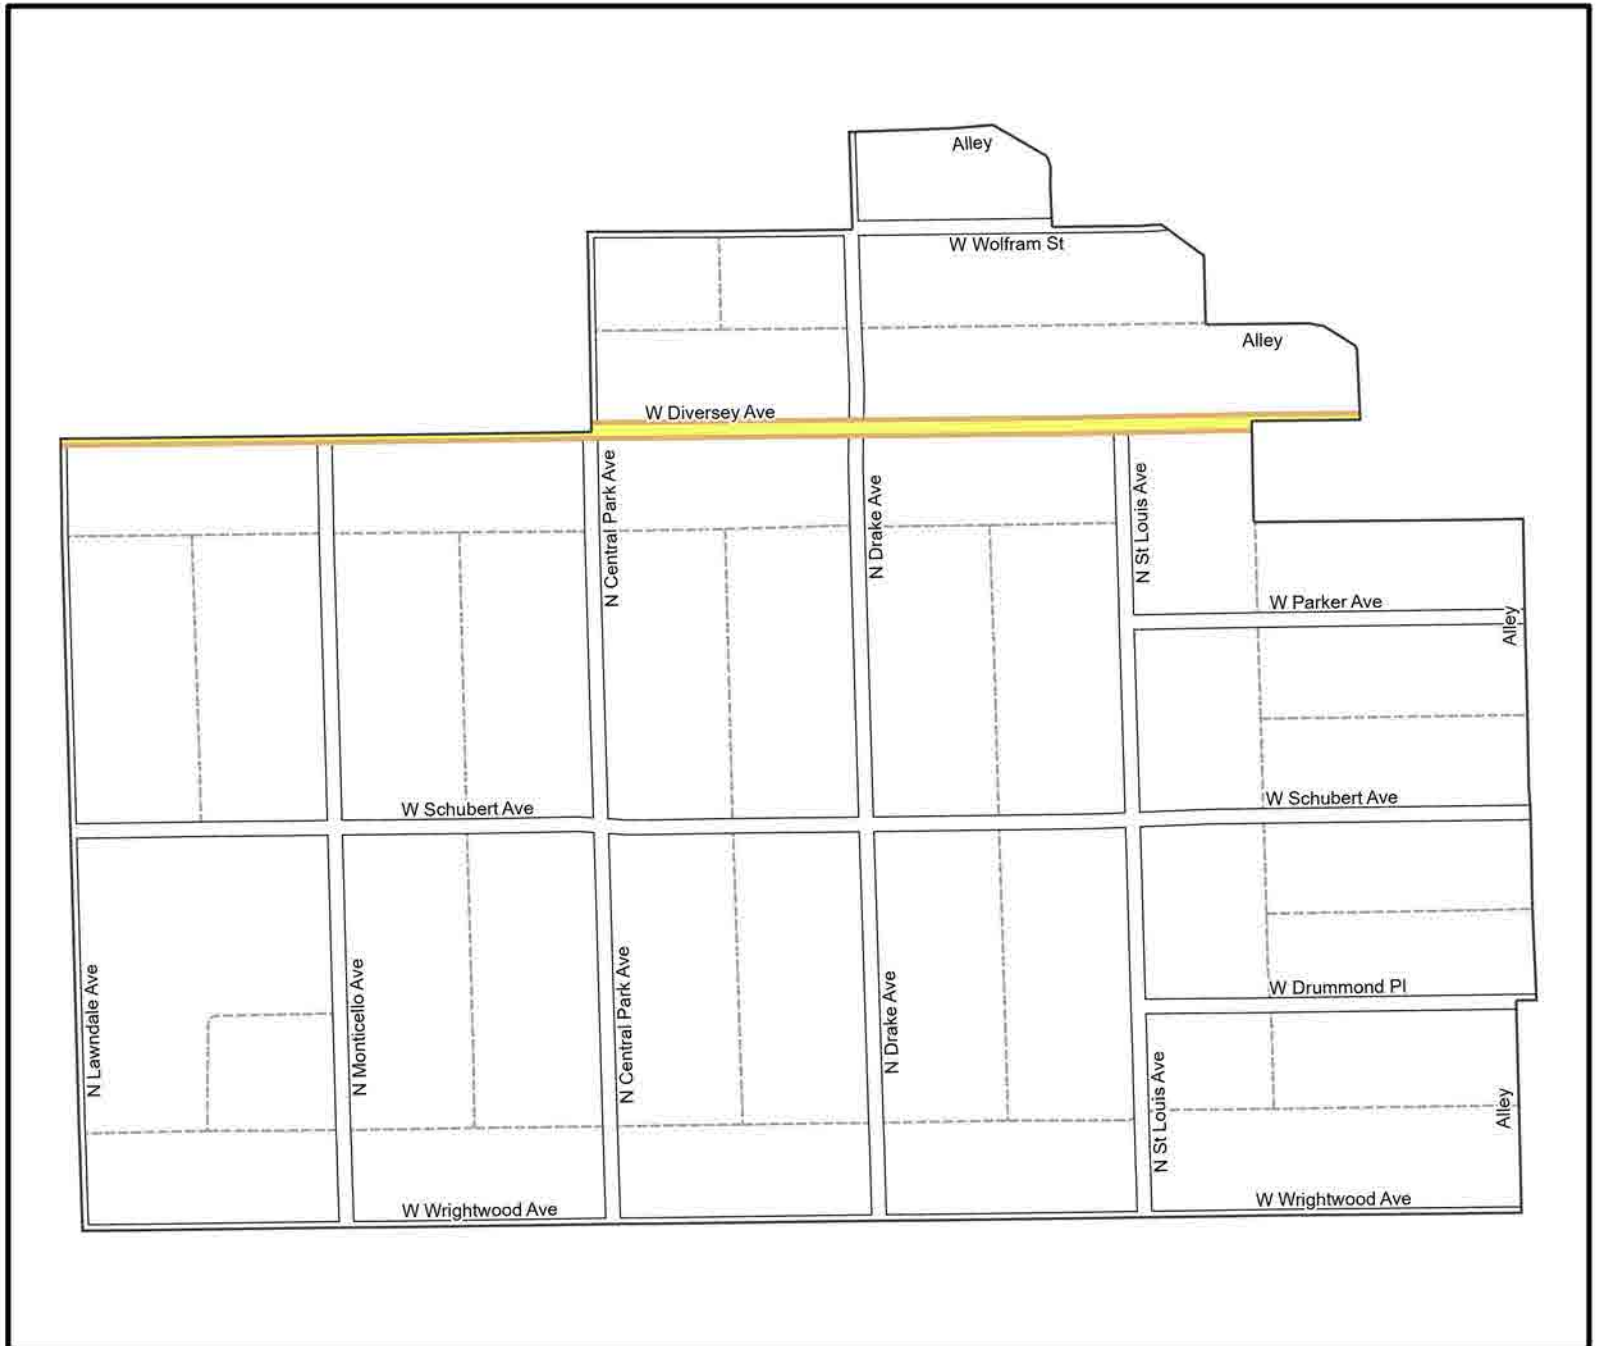 Alley
W Wolfram St
Alley
W Diversey Ave
N Central Park Ave
N Drake Ave
N St Louis Ave
W Parker Ave
Alley
W Schubert Ave
W Schubert Ave
N Lawndale Ave
N Monticello Ave
N Central Park Ave
N Drake Ave
W Drummond Pl
N St Louis Ave
Alley
W Wrightwood Ave
W Wrightwood Ave